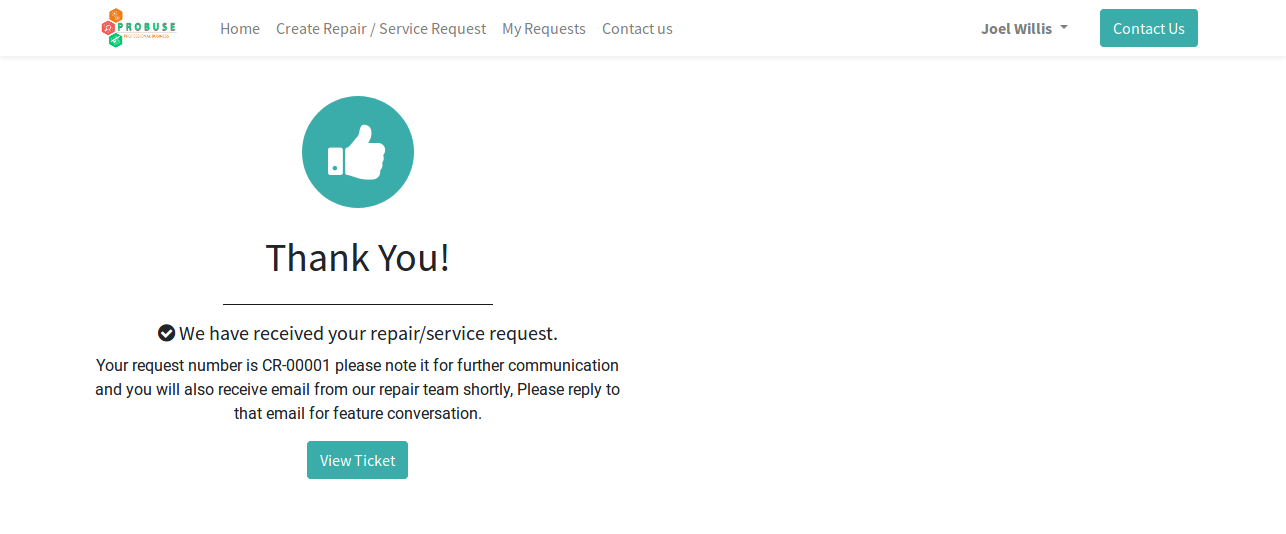 PROBUSE
Home
Create Repair / Service Request
My Requests
Contact us
Joel Willis
Contact Us
Thank You!
We have received your repair/service request.
Your request number is CR-00001 please note it for further communication
and you will also receive email from our repair team shortly, Please reply to
that email for feature conversation.
View Ticket